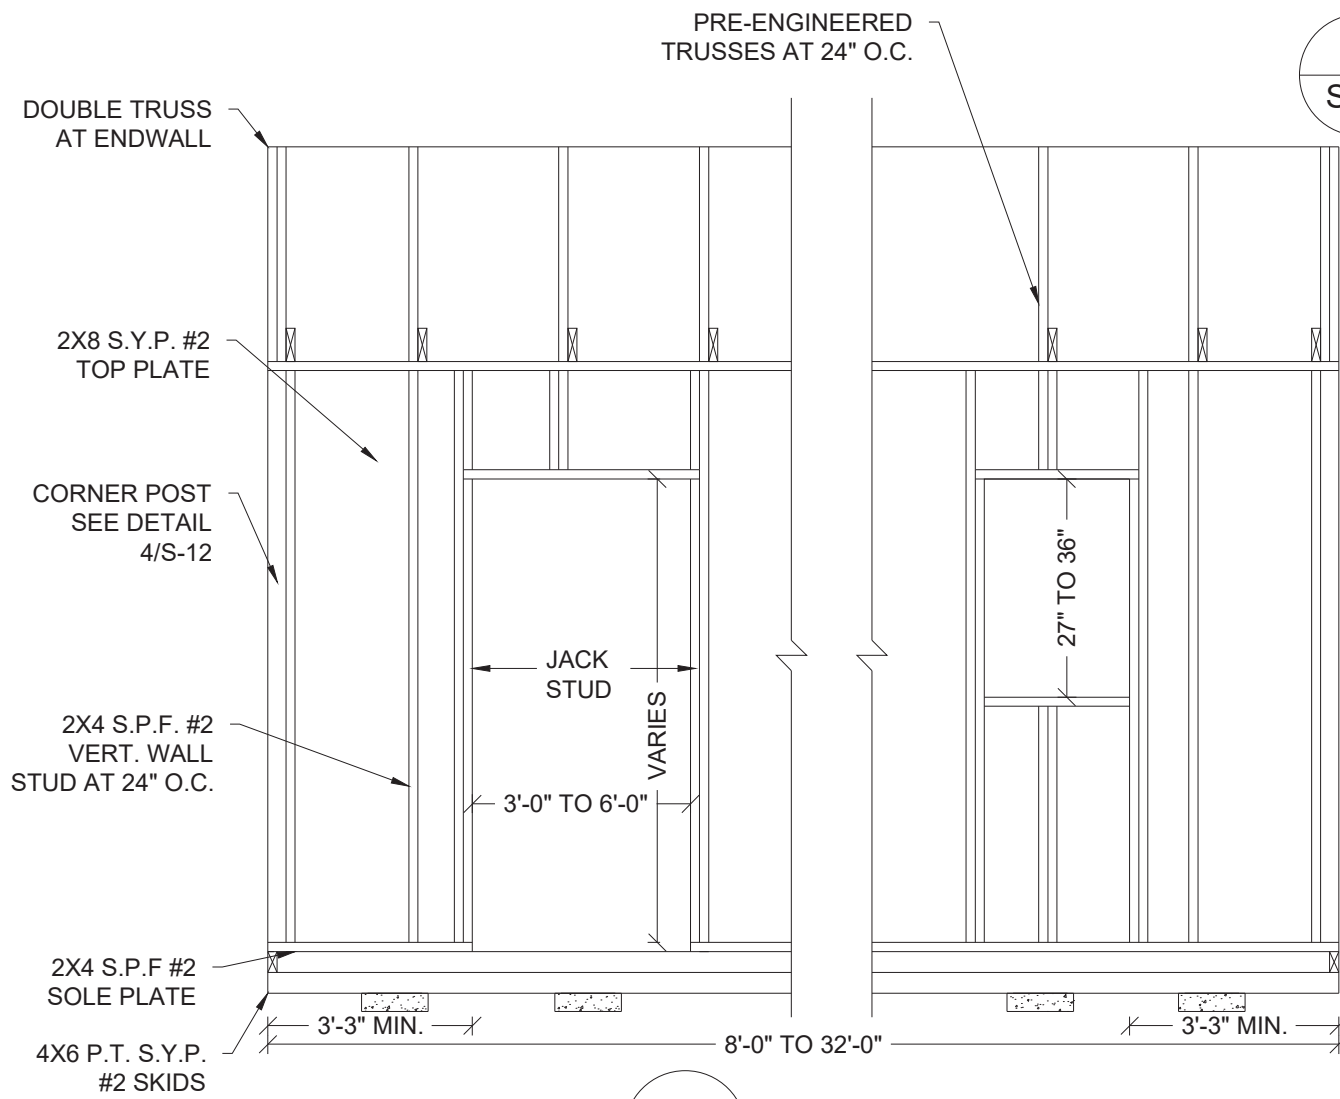 PRE-ENGINEERED
TRUSSES AT 24" O.C.
S
DOUBLE TRUSS
AT ENDWALL
2X8 S.Y.P. #2
TOP PLATE
CORNER POST
SEE DETAIL
4/S-12
27" TO 36"
JACK
STUD
VARIES
2X4 S.P.F. #2
VERT. WALL
STUD AT 24" O.C.
3'-0" TO 6'-0"
2X4 S.P.F #2
SOLE PLATE
3'-3" MIN.
3'-3" MIN.
8'-0" TO 32'-0"
4X6 P.T. S.Y.P.
#2 SKIDS